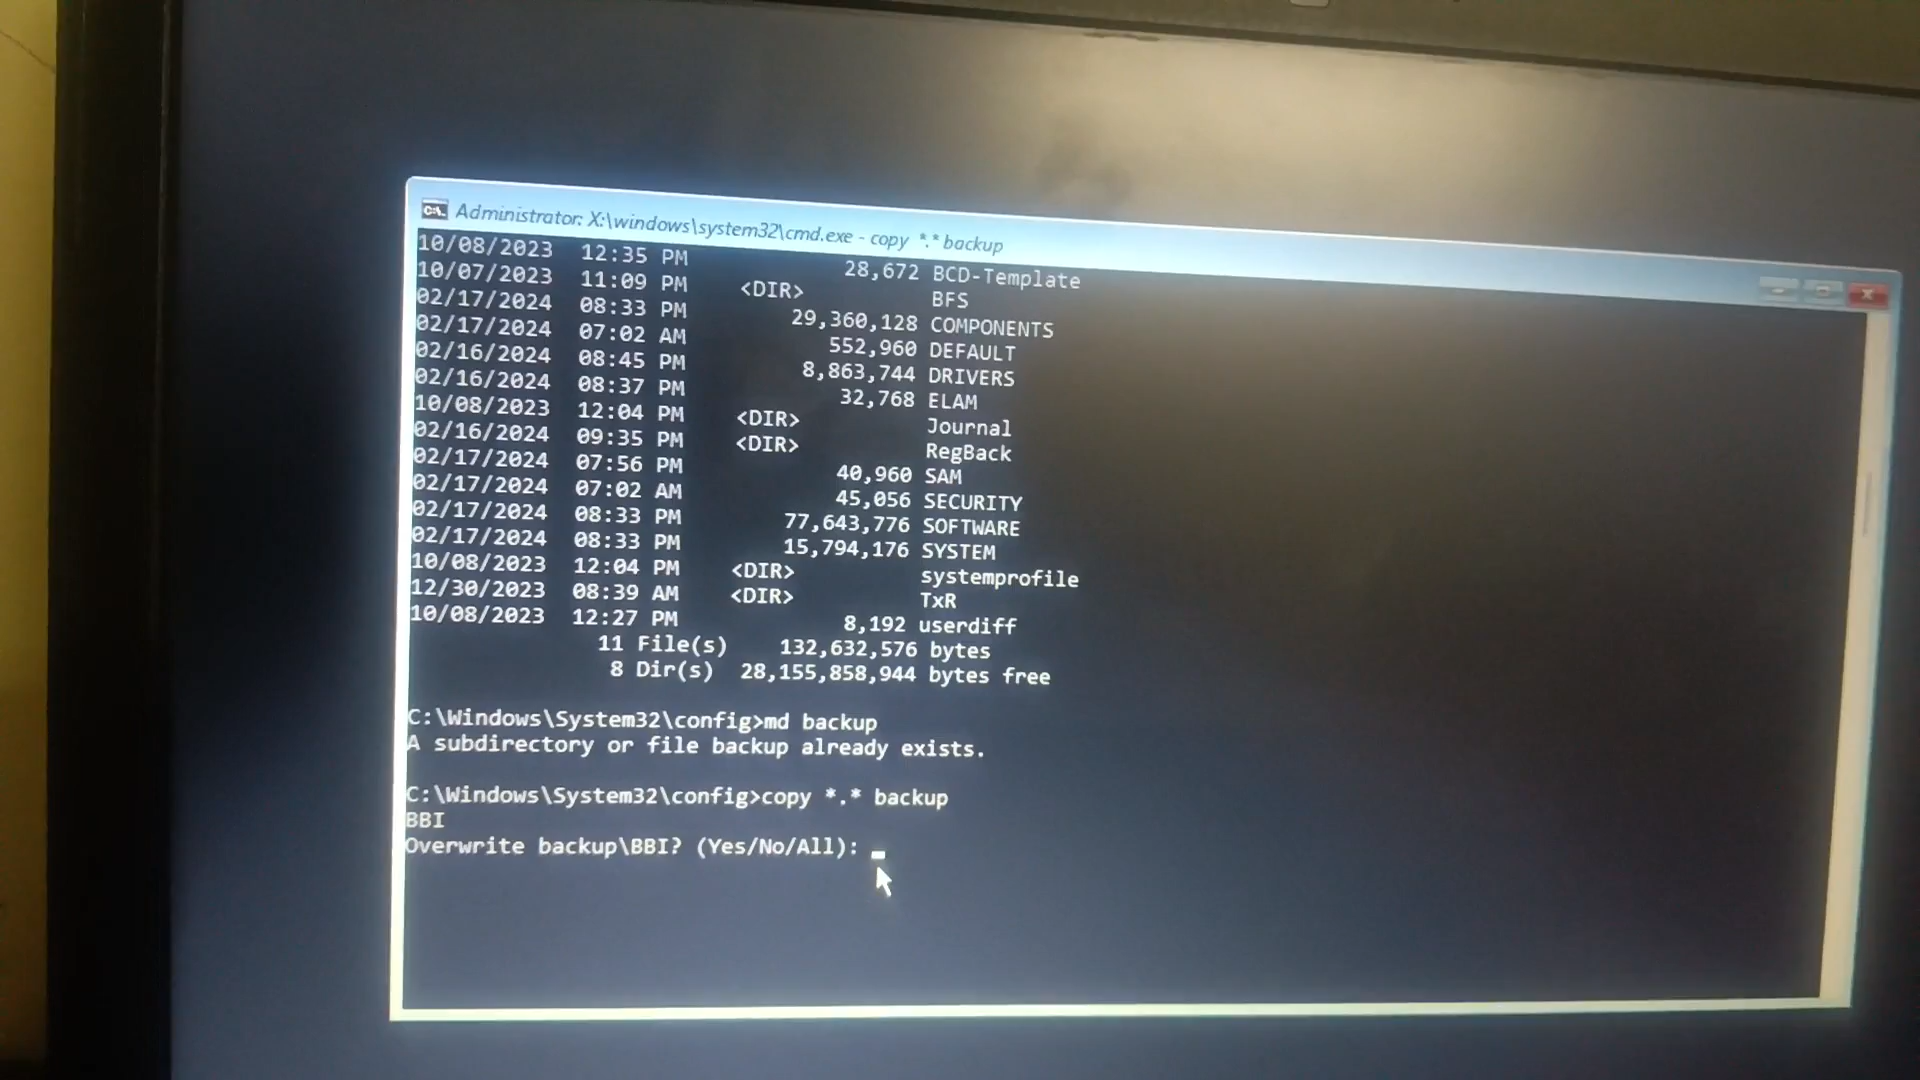 Administrator: X:\windows\system32\cmd.exe - copy *.* backup
10/08/2023 12:35 PM 28,672 BCD-Template
10/07/2023 11:09 PM <DIR> BFS
02/17/2024 08:33 PM 29,360,128 COMPONENTS
02/17/2024 07:02 AM 552,960 DEFAULT
02/16/2024 08:45 PM 8,863,744 DRIVERS
02/16/2024 08:37 PM 32,768 ELAM
10/08/2023 12:04 PM <DIR> Journal
02/16/2024 09:35 PM <DIR> RegBack
02/17/2024 07:56 PM 40,960 SAM
02/17/2024 07:02 AM 45,056 SECURITY
02/17/2024 08:33 PM 77,643,776 SOFTWARE
02/17/2024 08:33 PM 15,794,176 SYSTEM
10/08/2023 12:04 PM <DIR> systemprofile
12/30/2023 08:39 AM <DIR> TxR
10/08/2023 12:27 PM 8,192 userdiff
11 File(s) 132,632,576 bytes
8 Dir(s) 28,155,858,944 bytes free
C:\Windows\System32\config>md backup
A subdirectory or file backup already exists.
C:\Windows\System32\config>copy *.* backup
BBI
Overwrite backup\BBI? (Yes/No/All):